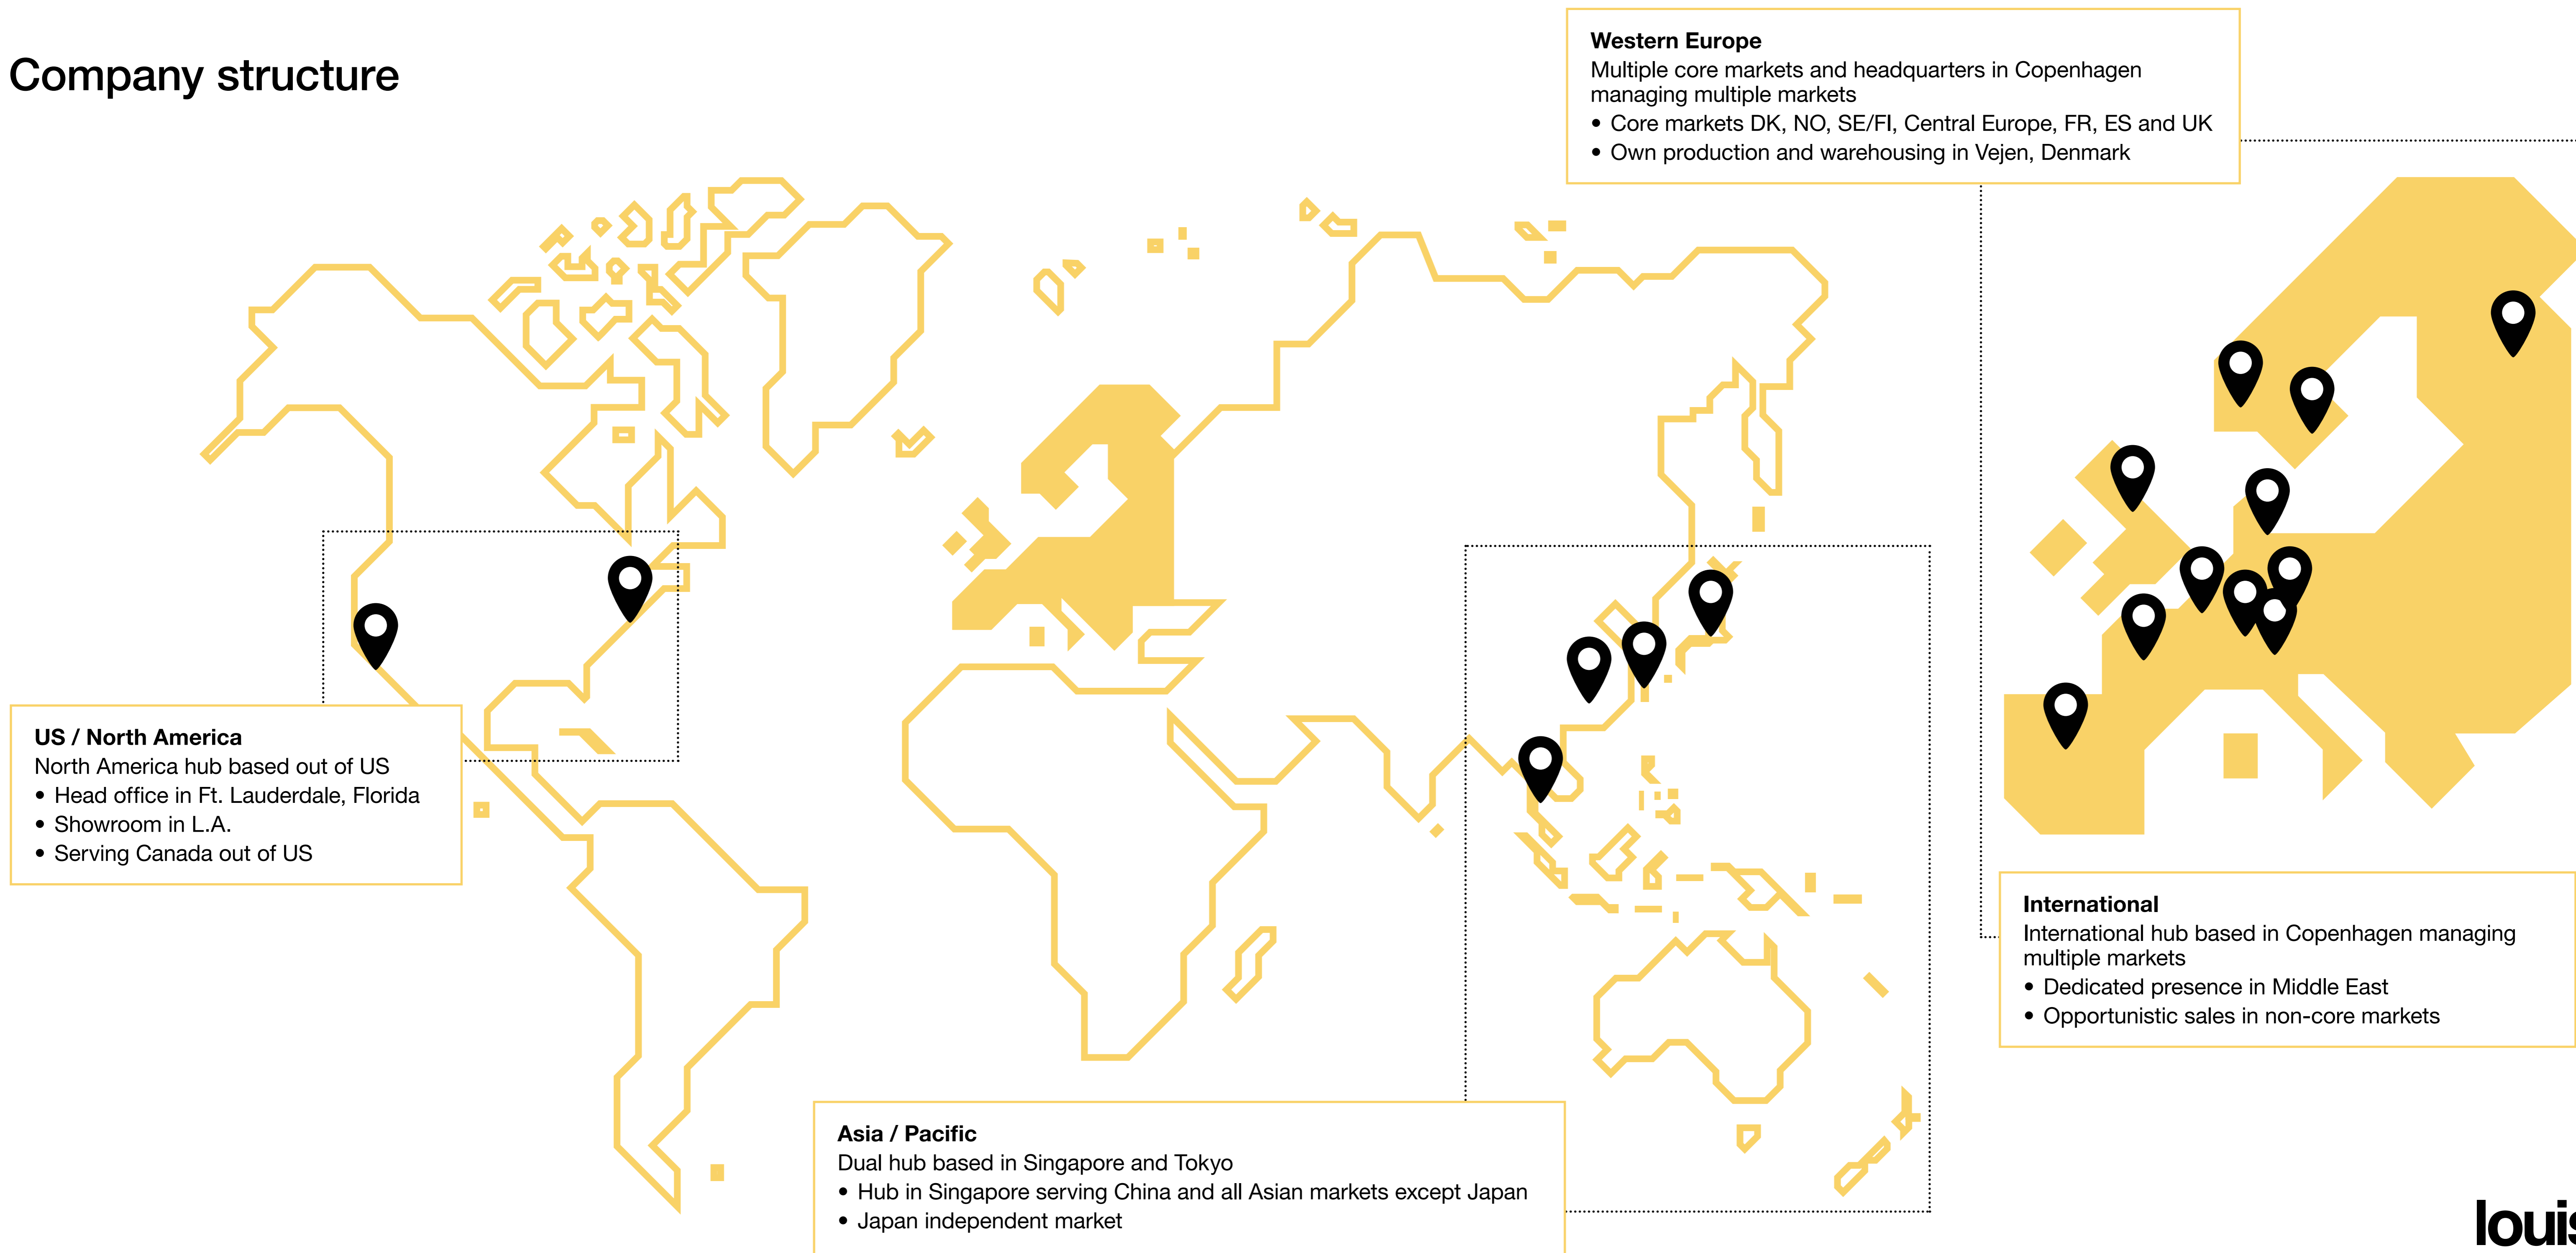 Company structure
Western Europe
Multiple core markets and headquarters in Copenhagen
managing multiple markets
• Core markets DK, NO, SE/FI, Central Europe, FR, ES and UK
• Own production and warehousing in Vejen, Denmark
US / North America
North America hub based out of US
• Head office in Ft. Lauderdale, Florida
• Showroom in L.A.
• Serving Canada out of US
International
International hub based in Copenhagen managing
multiple markets
• Dedicated presence in Middle East
• Opportunistic sales in non-core markets
Asia / Pacific
Dual hub based in Singapore and Tokyo
• Hub in Singapore serving China and all Asian markets except Japan
• Japan independent market